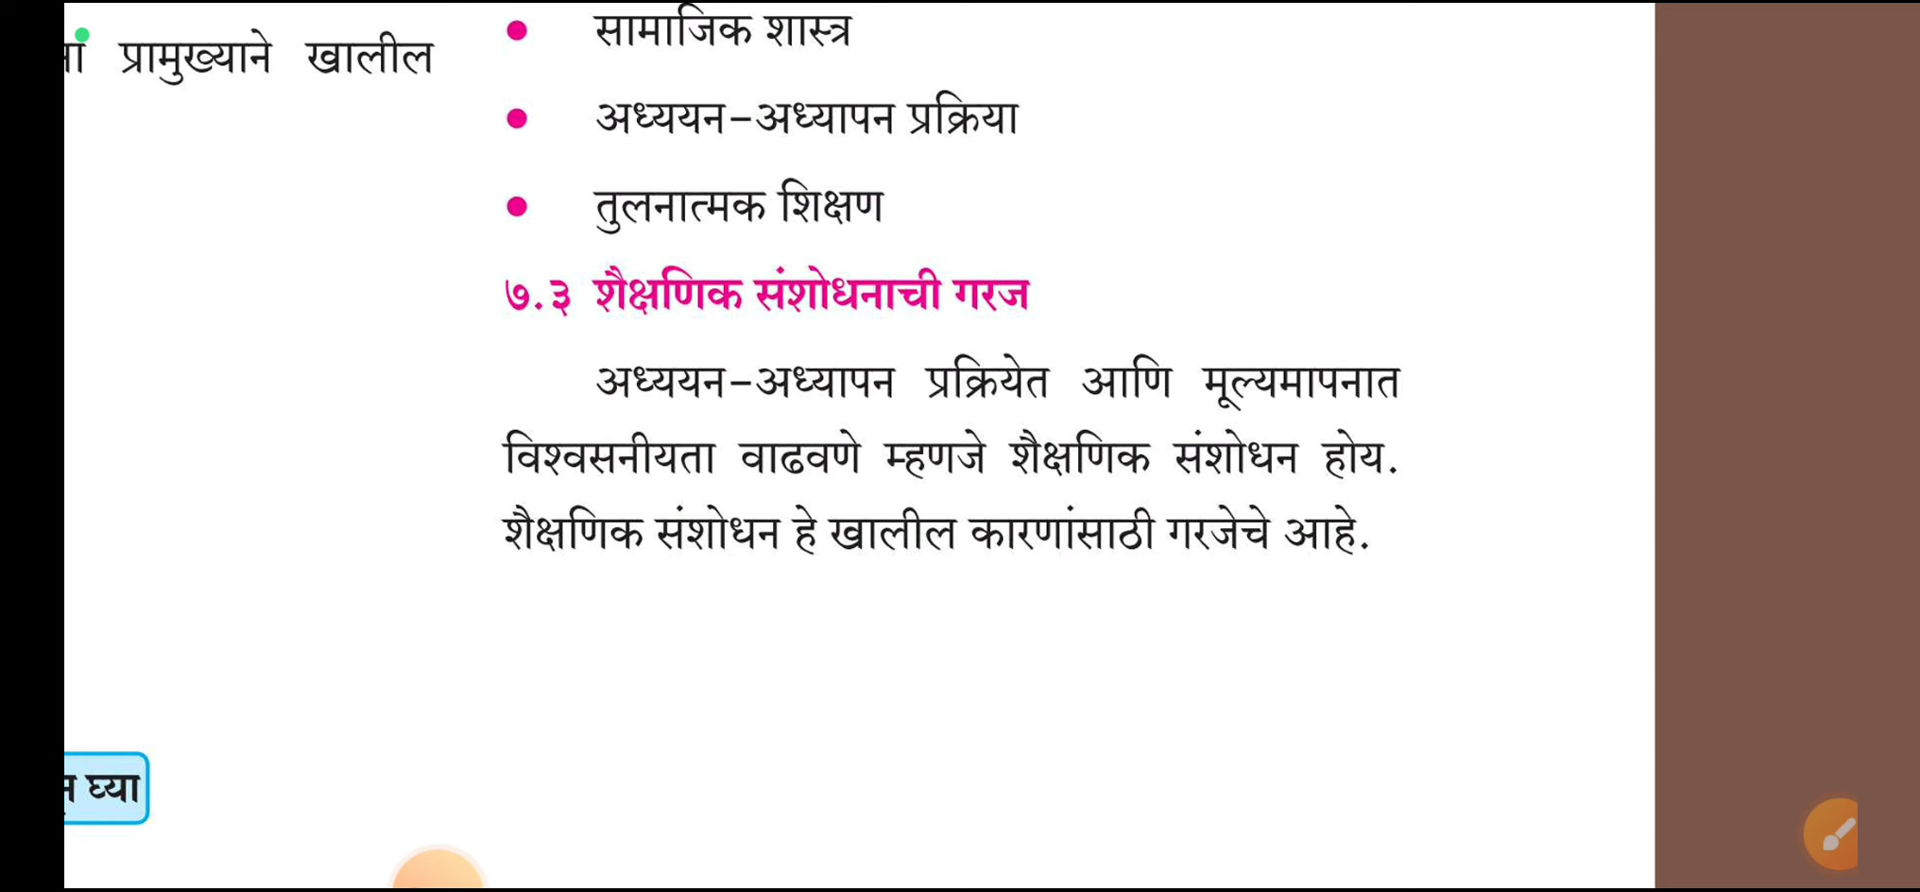 प्रामुख्याने खालील
सामाजिक शास्त्र
अध्ययन-अध्यापन प्रक्रिया
तुलनात्मक शिक्षण
७.३ शैक्षणिक संशोधनाची गरज
अध्ययन-अध्यापन प्रक्रियेत आणि मूल्यमापनात
विश्वसनीयता वाढवणे म्हणजे शैक्षणिक संशोधन होय.
शैक्षणिक संशोधन हे खालील कारणांसाठी गरजेचे आहे.
घ्या